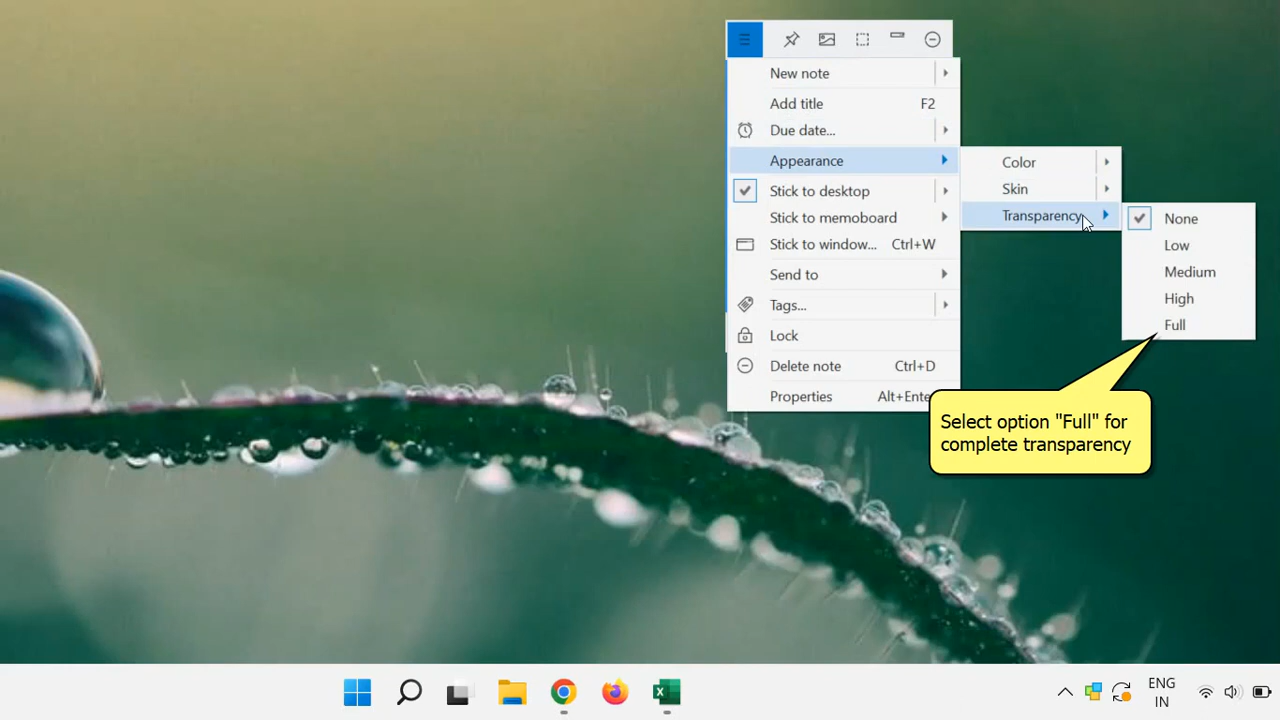 New note
Add title F2
Due date...
Appearance
Stick to desktop
Stick to memoboard
Stick to window... Ctrl+W
Send to
Tags...
Lock
Delete note Ctrl+D
Properties Alt+Ente
Color
Skin
Transparency
None
Low
Medium
High
Full
Select option "Full" for
complete transparency
ENG
IN